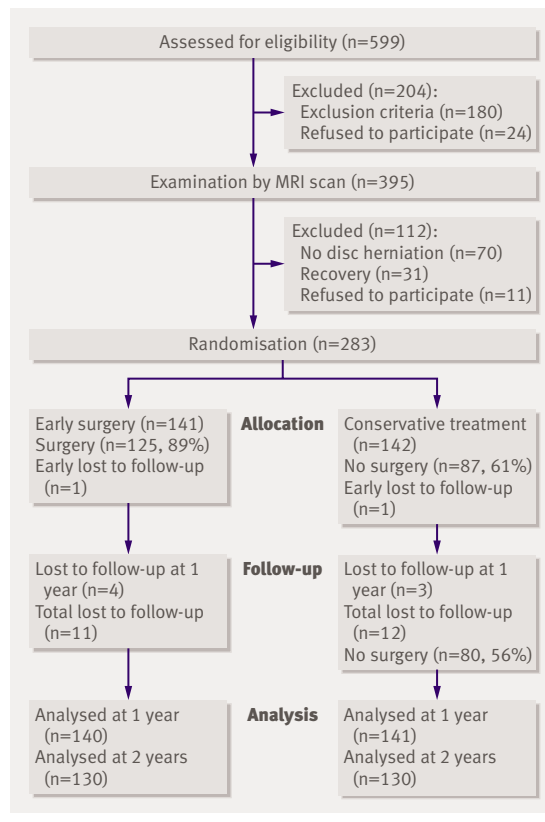 Assessed for eligibility (n=599)
Excluded (n=204):
Exclusion criteria (n=180)
Refused to participate (n=24)
Examination by MRI scan (n=395)
Excluded (n=112):
No disc herniation (n=70)
Recovery (n=31)
Refused to participate (n=11)
Randomisation (n=283)
Allocation
Early surgery (n=141)
Surgery (n=125, 89%)
Early lost to follow-up
(n=1)
Conservative treatment
(n=142)
No surgery (n=87, 61%)
Early lost to follow-up
(n=1)
Follow-up
Lost to follow-up at 1
year (n=4)
Total lost to follow-up
(n=11)
Lost to follow-up at 1
year (n=3)
Total lost to follow-up
(n=12)
No surgery (n=80, 56%)
Analysis
Analysed at 1 year
(n=140)
Analysed at 2 years
(n=130)
Analysed at 1 year
(n=141)
Analysed at 2 years
(n=130)